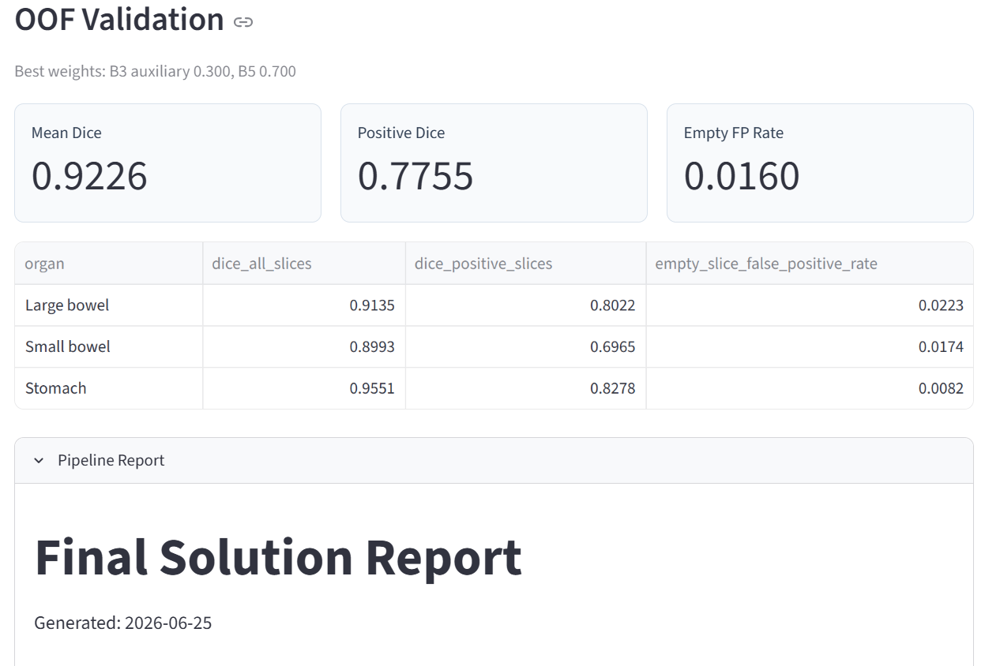 OOF Validation
Best weights: B3 auxiliary 0.300, B5 0.700
Mean Dice
0.9226
Positive Dice
0.7755
Empty FP Rate
0.0160
organ dice_all_slices dice_positive_slices empty_slice_false_positive_rate
Large bowel 0.9135 0.8022 0.0223
Small bowel 0.8993 0.6965 0.0174
Stomach 0.9551 0.8278 0.0082
Pipeline Report
Final Solution Report
Generated: 2026-06-25